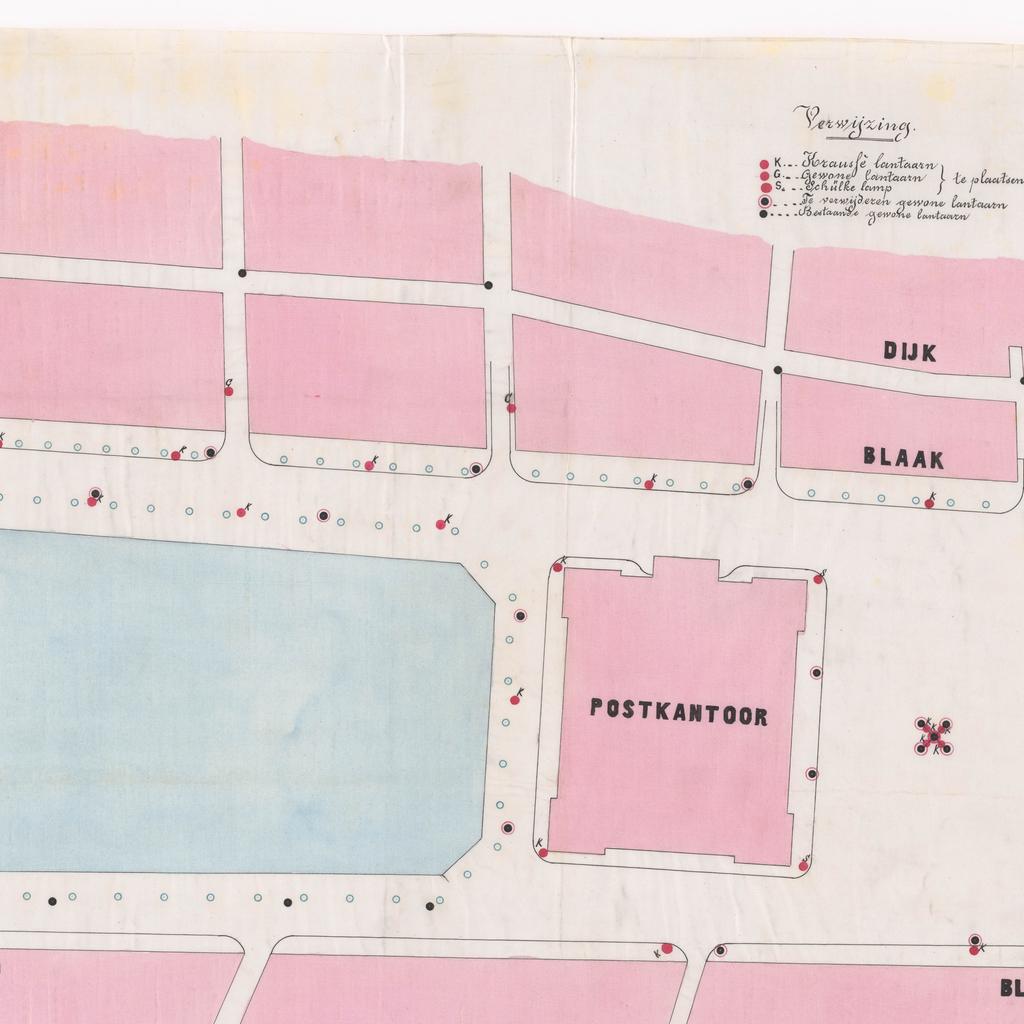 Verwijzing.
K... Krausse lantaarn
G... Gewone lantaarn } te plaatsen
S. ... Schülke lamp
.... Te verwijderen gewone lantaarn
..... Bestaande gewone lantaarn
DIJK
G
G
BLAAK
K
K
K
K
K
K
K
K
K
S
K
POSTKANTOOR
K K
K
K K
K
S
K
K
BL